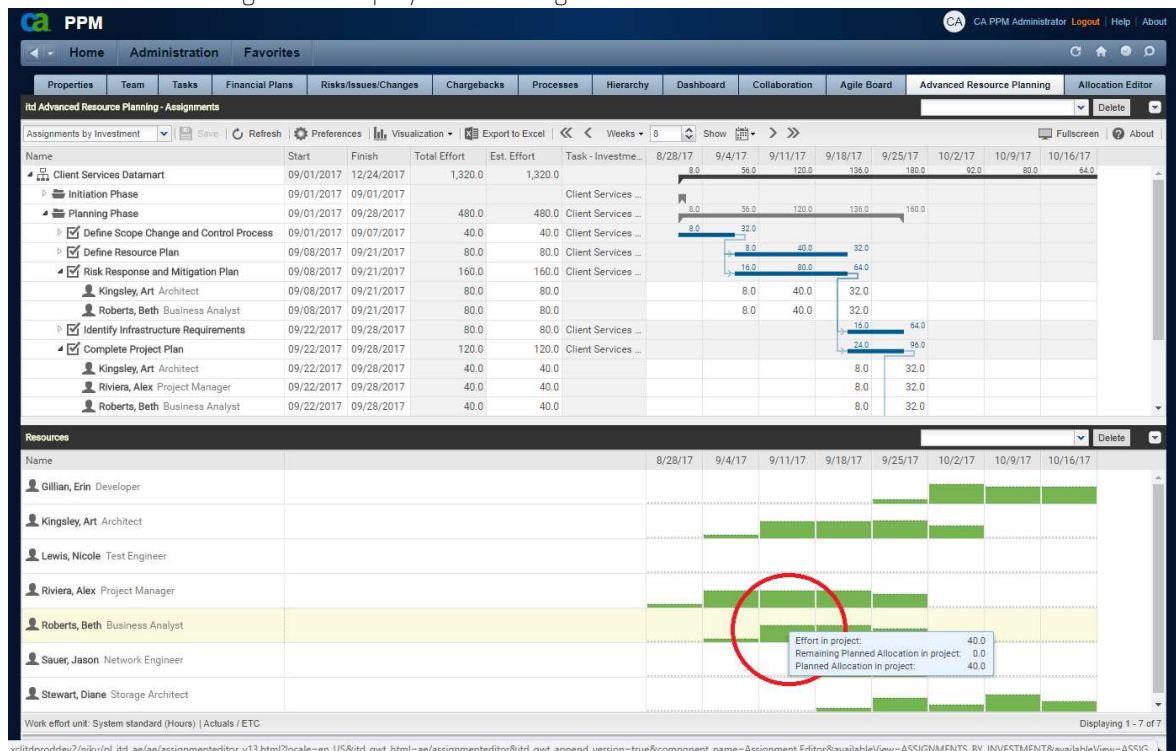 ca PPM
CA CA PPM Administrator Logout | Help | About
Home Administration Favorites
Properties Team Tasks Financial Plans Risks/Issues/Changes Chargebacks Processes Hierarchy Dashboard Collaboration Agile Board Advanced Resource Planning Allocation Editor
itd Advanced Resource Planning - Assignments Delete
Assignments by Investment Save Refresh Preferences Visualization Export to Excel Weeks 8 Show Fullscreen About
Name Start Finish Total Effort Est. Effort Task - Investme... 8/28/17 9/4/17 9/11/17 9/18/17 9/25/17 10/2/17 10/9/17 10/16/17
Client Services Datamart 09/01/2017 12/24/2017 1,320.0 1,320.0 8.0 56.0 120.0 136.0 180.0 92.0 80.0 64.0
Initiation Phase 09/01/2017 09/01/2017 Client Services ...
Planning Phase 09/01/2017 09/28/2017 480.0 480.0 Client Services ... 8.0 56.0 120.0 136.0 160.0
Define Scope Change and Control Process 09/01/2017 09/07/2017 40.0 40.0 Client Services ... 8.0 32.0
Define Resource Plan 09/08/2017 09/21/2017 80.0 80.0 Client Services ... 8.0 40.0 32.0
Risk Response and Mitigation Plan 09/08/2017 09/21/2017 160.0 160.0 Client Services ... 16.0 80.0 64.0
Kingsley, Art Architect 09/08/2017 09/21/2017 80.0 80.0 8.0 40.0 32.0
Roberts, Beth Business Analyst 09/08/2017 09/21/2017 80.0 80.0 8.0 40.0 32.0
Identify Infrastructure Requirements 09/22/2017 09/28/2017 80.0 80.0 Client Services ... 16.0 64.0
Complete Project Plan 09/22/2017 09/28/2017 120.0 120.0 Client Services ... 24.0 96.0
Kingsley, Art Architect 09/22/2017 09/28/2017 40.0 40.0 8.0 32.0
Riviera, Alex Project Manager 09/22/2017 09/28/2017 40.0 40.0 8.0 32.0
Roberts, Beth Business Analyst 09/22/2017 09/28/2017 40.0 40.0 8.0 32.0
Resources Delete
Name 8/28/17 9/4/17 9/11/17 9/18/17 9/25/17 10/2/17 10/9/17 10/16/17
Gillian, Erin Developer
Kingsley, Art Architect
Lewis, Nicole Test Engineer
Riviera, Alex Project Manager
Roberts, Beth Business Analyst
Effort in project: 40.0
Remaining Planned Allocation in project: 0.0
Planned Allocation in project: 40.0
Sauer, Jason Network Engineer
Stewart, Diane Storage Architect
Work effort unit: System standard (Hours) | Actuals / ETC Displaying 1 - 7 of 7